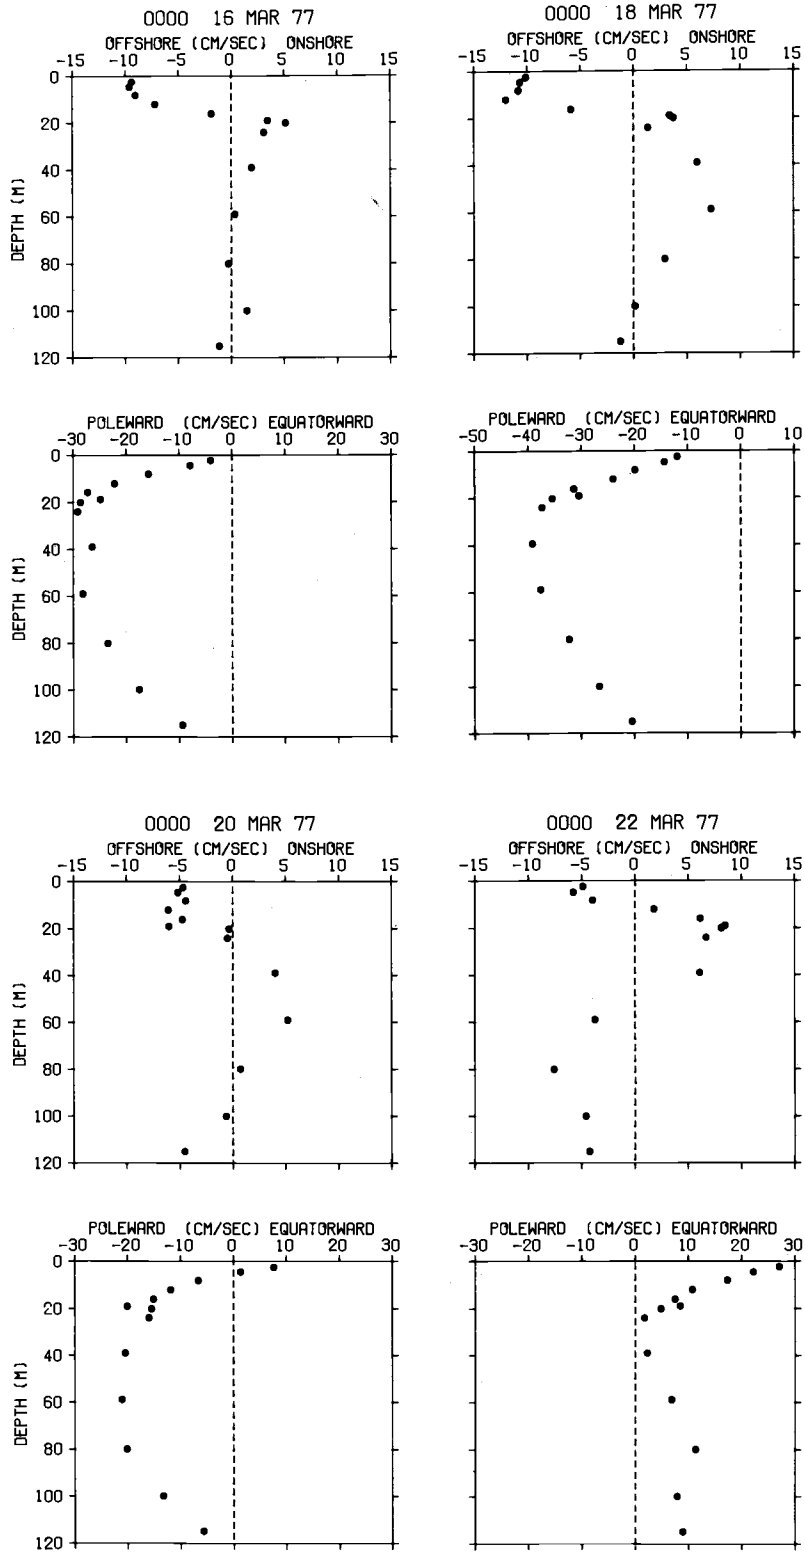 0000 16 MAR 77
OFFSHORE (CM/SEC) ONSHORE
-15 -10 -5 0 5 10 15
0
20
40
60
80
100
120
DEPTH (M)
0000 18 MAR 77
OFFSHORE (CM/SEC) ONSHORE
-15 -10 -5 0 5 10 15
POLEWARD (CM/SEC) EQUATORWARD
-30 -20 -10 0 10 20 30
0
20
40
60
80
100
120
DEPTH (M)
POLEWARD (CM/SEC) EQUATORWARD
-50 -40 -30 -20 -10 0 10
0000 20 MAR 77
OFFSHORE (CM/SEC) ONSHORE
-15 -10 -5 0 5 10 15
0
20
40
60
80
100
120
DEPTH (M)
0000 22 MAR 77
OFFSHORE (CM/SEC) ONSHORE
-15 -10 -5 0 5 10 15
POLEWARD (CM/SEC) EQUATORWARD
-30 -20 -10 0 10 20 30
0
20
40
60
80
100
120
DEPTH (M)
POLEWARD (CM/SEC) EQUATORWARD
-30 -20 -10 0 10 20 30